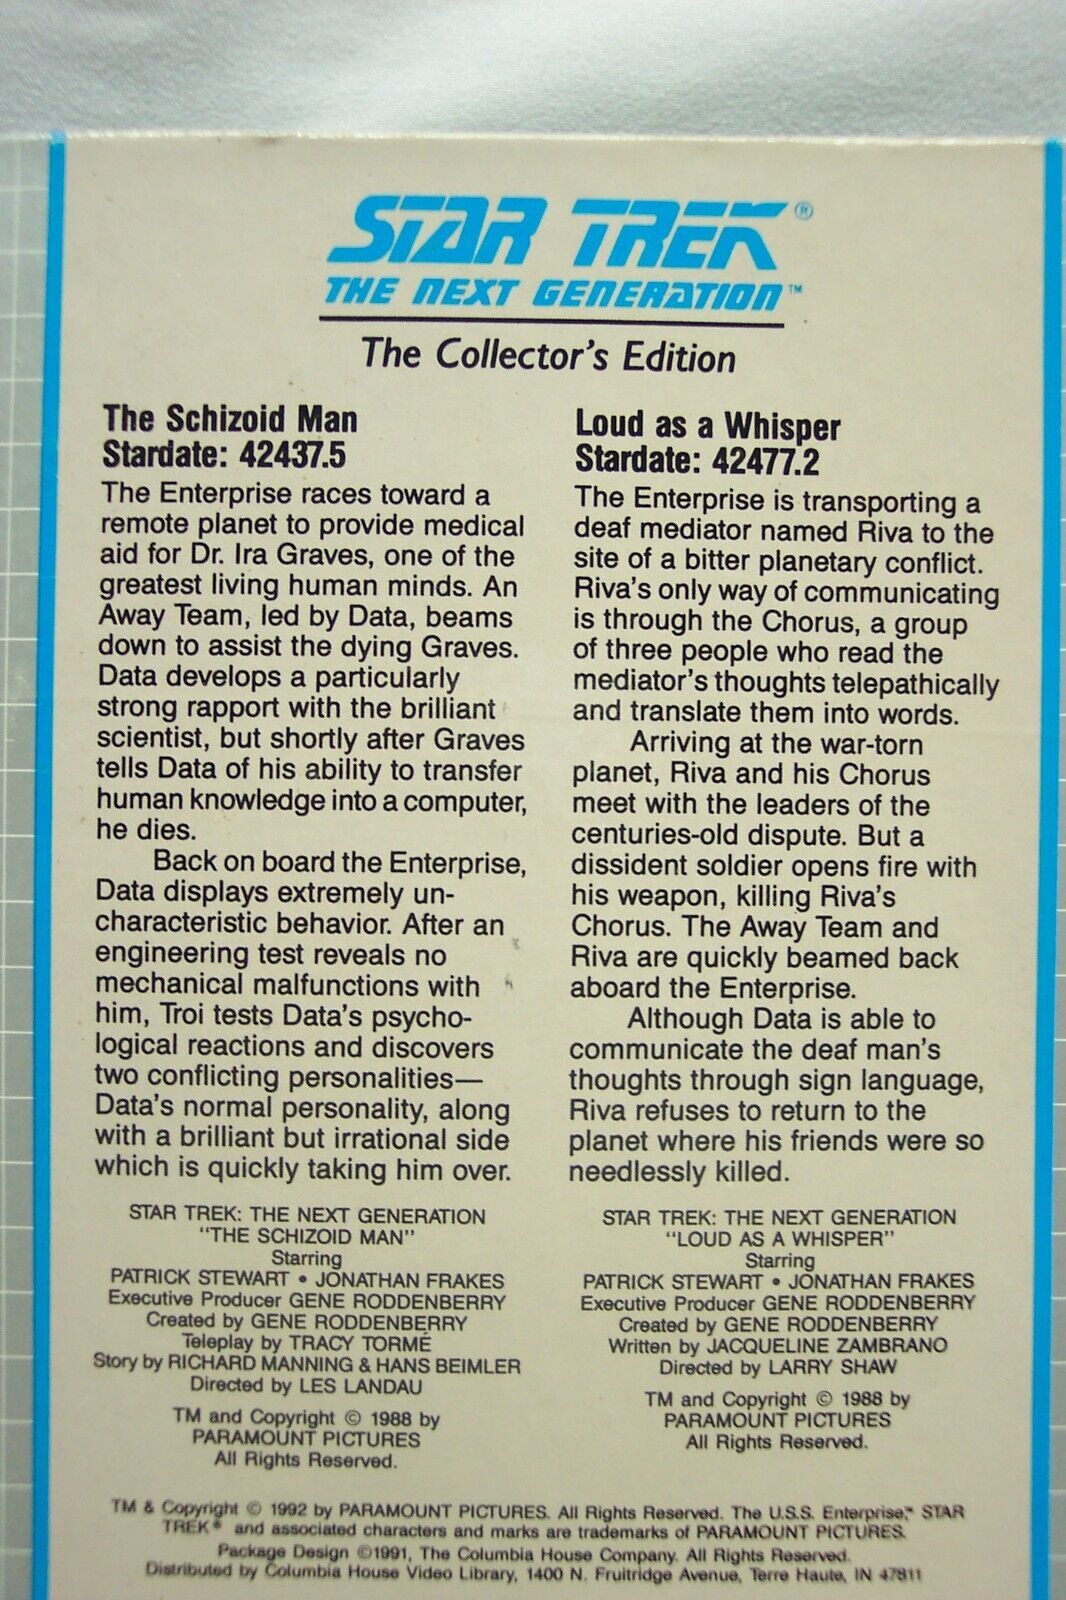 STAR TREK®
THE NEXT GENERATION™
The Collector's Edition
The Schizoid Man
Stardate: 42437.5
The Enterprise races toward a
remote planet to provide medical
aid for Dr. Ira Graves, one of the
greatest living human minds. An
Away Team, led by Data, beams
down to assist the dying Graves.
Data develops a particularly
strong rapport with the brilliant
scientist, but shortly after Graves
tells Data of his ability to transfer
human knowledge into a computer,
he dies.
Back on board the Enterprise,
Data displays extremely un-
characteristic behavior. After an
engineering test reveals no
mechanical malfunctions with
him, Troi tests Data's psycho-
logical reactions and discovers
two conflicting personalities—
Data's normal personality, along
with a brilliant but irrational side
which is quickly taking him over.
STAR TREK: THE NEXT GENERATION
"THE SCHIZOID MAN"
Starring
PATRICK STEWART • JONATHAN FRAKES
Executive Producer GENE RODDENBERRY
Created by GENE RODDENBERRY
Teleplay by TRACY TORMÉ
Story by RICHARD MANNING & HANS BEIMLER
Directed by LES LANDAU
TM and Copyright © 1988 by
PARAMOUNT PICTURES
All Rights Reserved.
Loud as a Whisper
Stardate: 42477.2
The Enterprise is transporting a
deaf mediator named Riva to the
site of a bitter planetary conflict.
Riva's only way of communicating
is through the Chorus, a group
of three people who read the
mediator's thoughts telepathically
and translate them into words.
Arriving at the war-torn
planet, Riva and his Chorus
meet with the leaders of the
centuries-old dispute. But a
dissident soldier opens fire with
his weapon, killing Riva's
Chorus. The Away Team and
Riva are quickly beamed back
aboard the Enterprise.
Although Data is able to
communicate the deaf man's
thoughts through sign language,
Riva refuses to return to the
planet where his friends were so
needlessly killed.
STAR TREK: THE NEXT GENERATION
"LOUD AS A WHISPER"
Starring
PATRICK STEWART • JONATHAN FRAKES
Executive Producer GENE RODDENBERRY
Created by GENE RODDENBERRY
Written by JACQUELINE ZAMBRANO
Directed by LARRY SHAW
TM and Copyright © 1988 by
PARAMOUNT PICTURES
All Rights Reserved.
TM & Copyright © 1992 by PARAMOUNT PICTURES. All Rights Reserved. The U.S.S. Enterprise,™ STAR
TREK® and associated characters and marks are trademarks of PARAMOUNT PICTURES.
Package Design ©1991, The Columbia House Company. All Rights Reserved.
Distributed by Columbia House Video Library, 1400 N. Fruitridge Avenue, Terre Haute, IN 47811